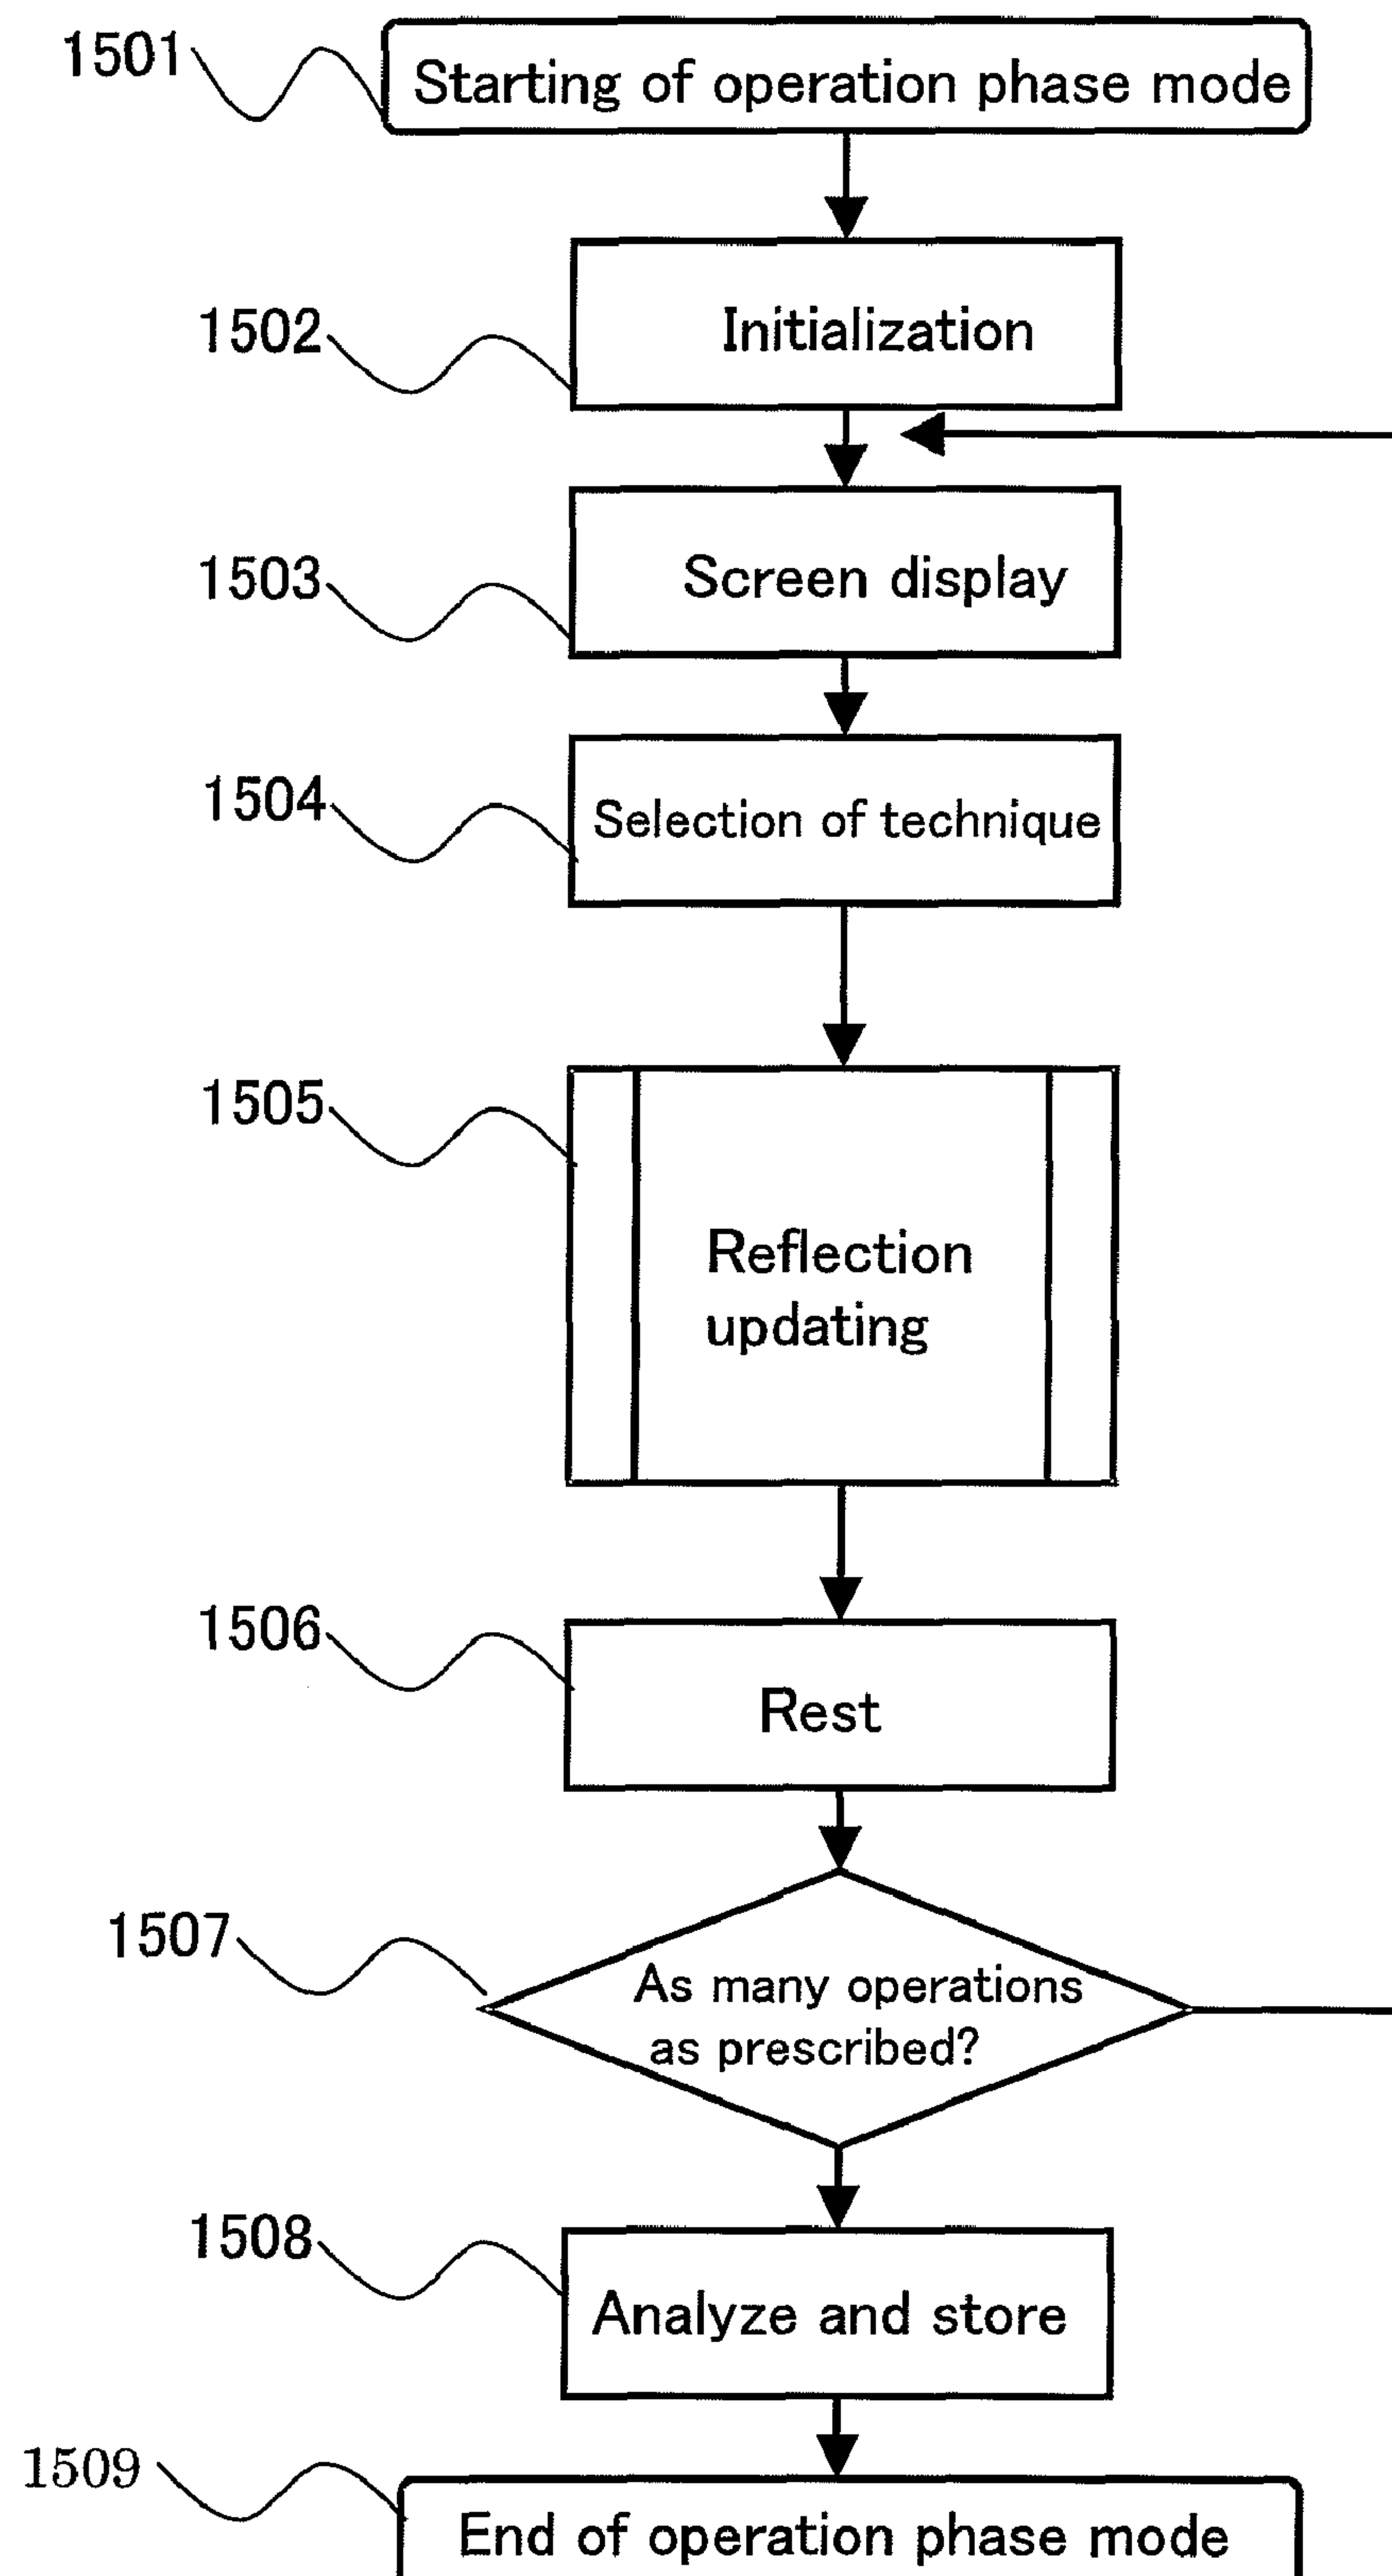 1501
Starting of operation phase mode
1502
Initialization
1503
Screen display
1504
Selection of technique
1505
Reflection
updating
1506
Rest
1507
As many operations
as prescribed?
1508
Analyze and store
1509
End of operation phase mode